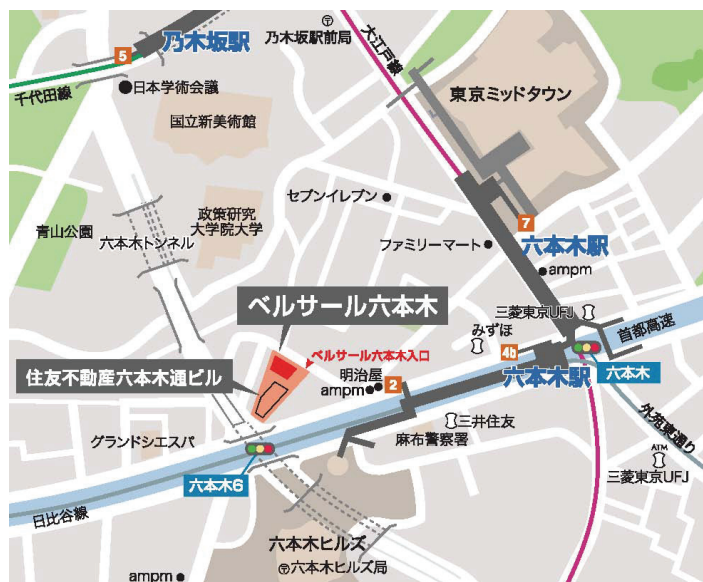 〒
乃木坂駅前局
乃木坂駅
5
大江戸線
千代田線
日本学術会議
東京ミッドタウン
国立新美術館
セブンイレブン
政策研究
大学院大学
青山公園
六本木トンネル
7
六本木駅
ファミリーマート
ampm
ベルサール六本木
三菱東京UFJ
首都高速
みずほ
ベルサール六本木入口
4b
六本木駅
六本木
住友不動産六本木通ビル
明治屋
ampm
2
三井住友
麻布警察署
外苑東通り
グランドシエスパ
ATM
三菱東京UFJ
六本木6
日比谷線
六本木ヒルズ
〒六本木ヒルズ局
ampm